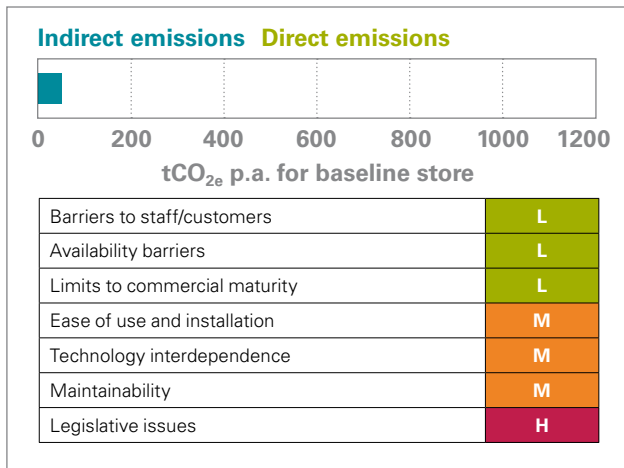 Indirect emissions Direct emissions
0 200 400 600 800 1000 1200
tCO2e p.a. for baseline store
Barriers to staff/customers L
Availability barriers L
Limits to commercial maturity L
Ease of use and installation M
Technology interdependence M
Maintainability M
Legislative issues H